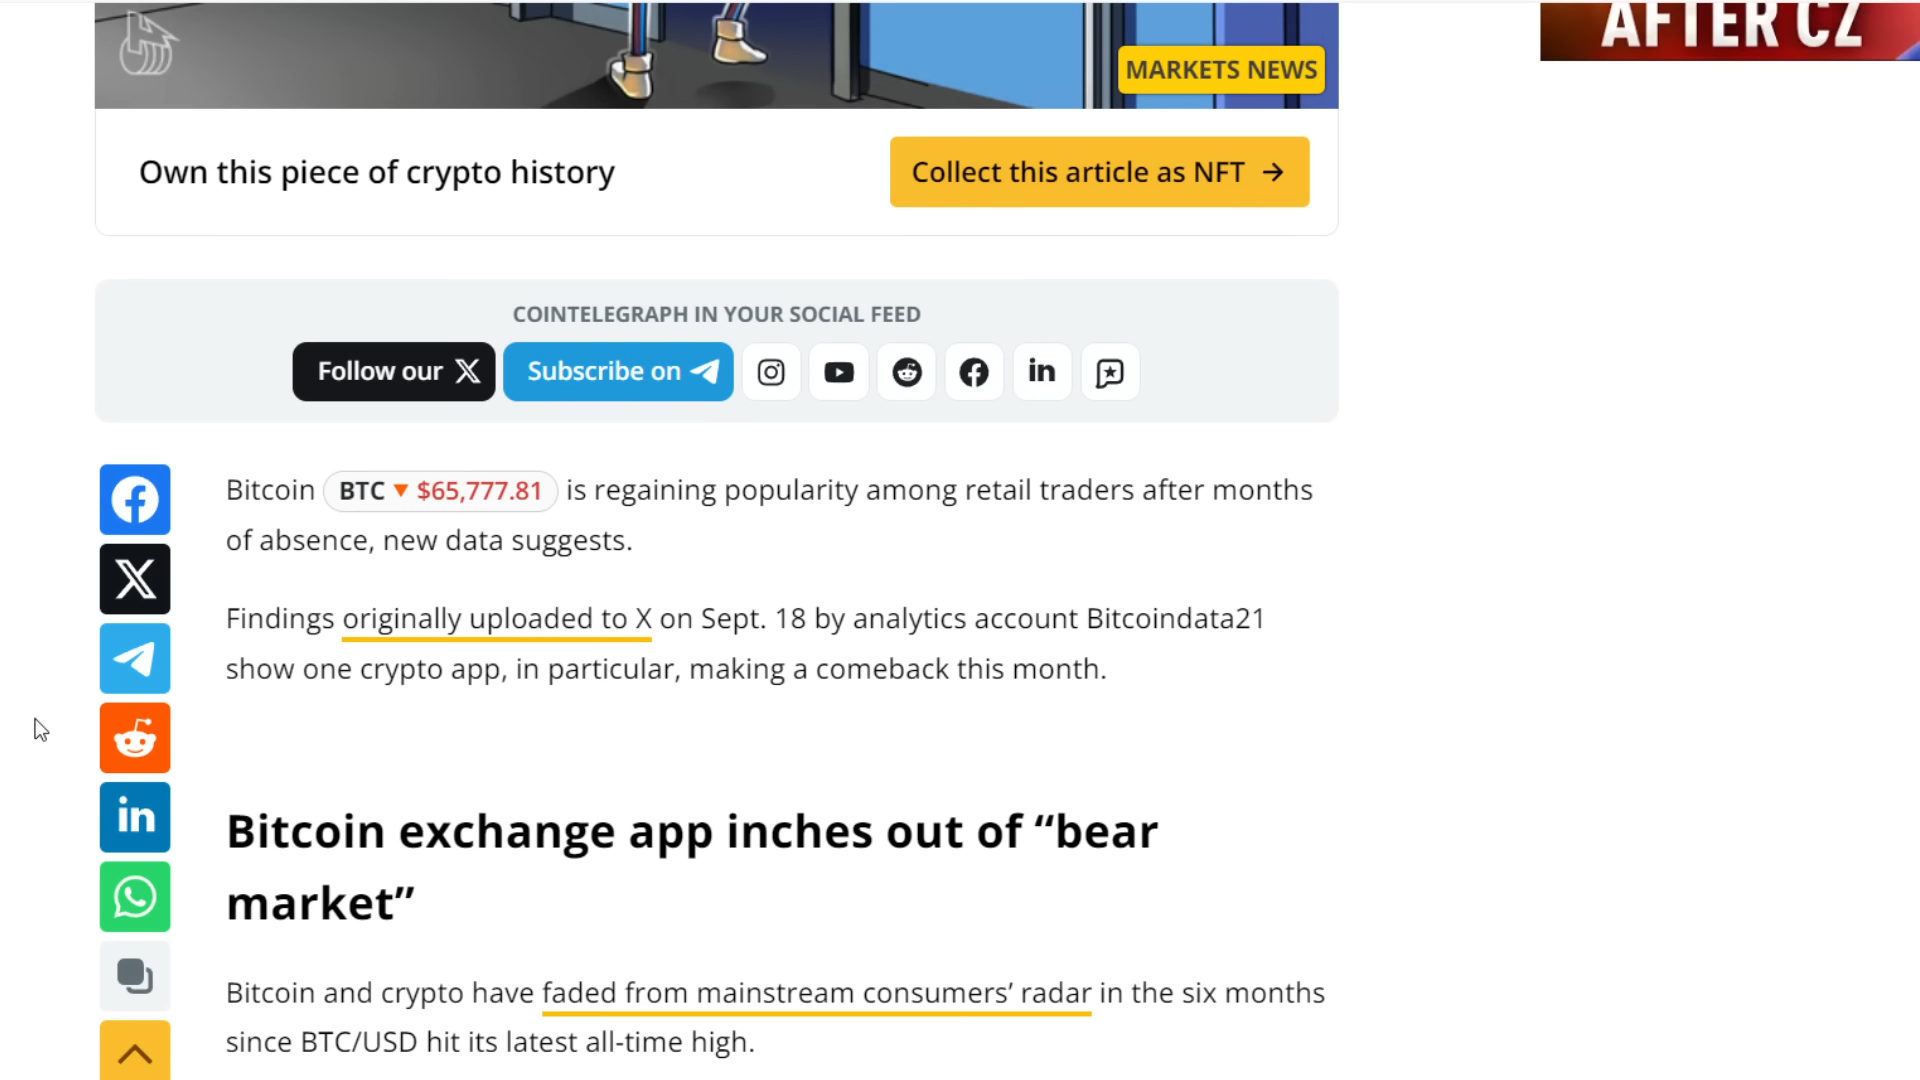 AFTER CZ
MARKETS NEWS
Own this piece of crypto history
Collect this article as NFT →
COINTELEGRAPH IN YOUR SOCIAL FEED
Follow our X
Subscribe on
in
Bitcoin BTC ▼ $65,777.81 is regaining popularity among retail traders after months
of absence, new data suggests.
Findings originally uploaded to X on Sept. 18 by analytics account Bitcoindata21
show one crypto app, in particular, making a comeback this month.
in
Bitcoin exchange app inches out of “bear
market”
Bitcoin and crypto have faded from mainstream consumers’ radar in the six months
since BTC/USD hit its latest all-time high.